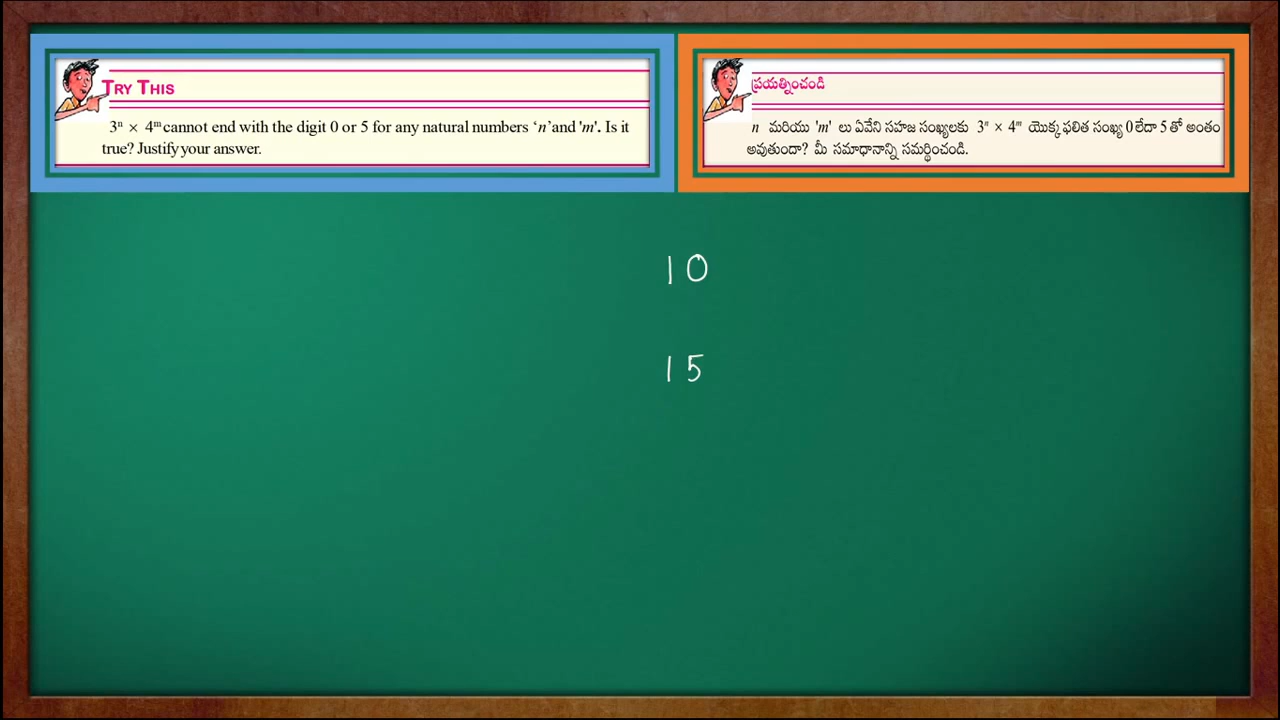 TRY THIS
3ⁿ × 4ᵐ cannot end with the digit 0 or 5 for any natural numbers ‘n’and 'm'. Is it
true? Justify your answer.
ప్రయత్నించండి
n మరియు 'm' లు ఏవేని సహజ సంఖ్యలకు 3ⁿ × 4ᵐ యొక్క ఫలిత సంఖ్య 0 లేదా 5 తో అంతం
అవుతుందా? మీ సమాధానాన్ని సమర్థించండి.
10
15